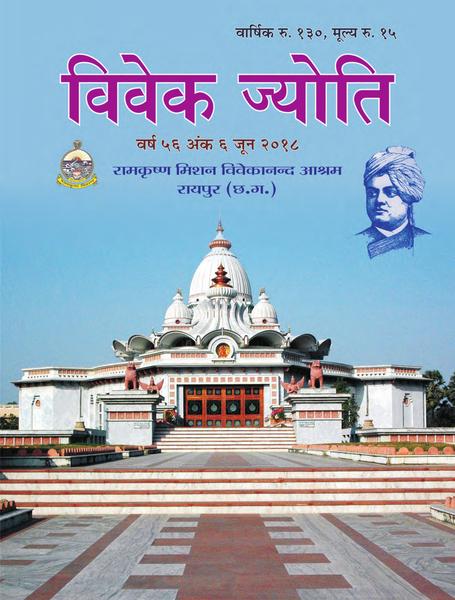 वार्षिक रु. १३०, मूल्य रु. १५
विवेक ज्योति
वर्ष ५६ अंक ६ जून २०१८
रामकृष्ण मिशन विवेकानन्द आश्रम
रायपुर (छ.ग.)